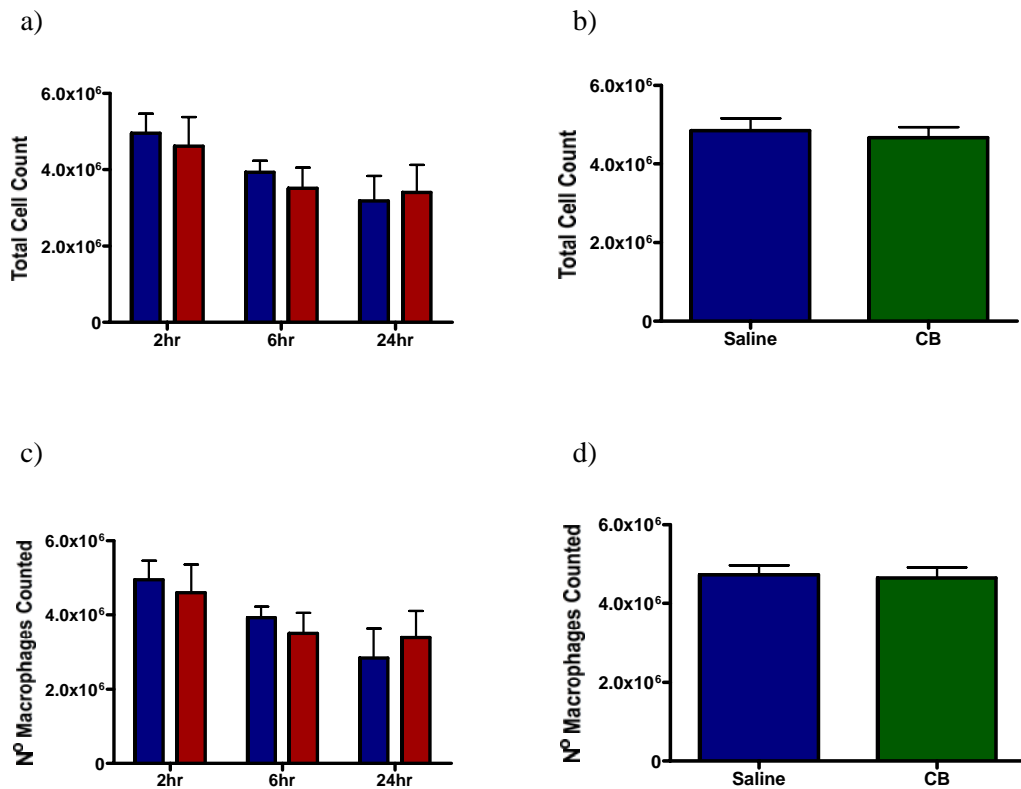 a)
6.0x10⁶
4.0x10⁶
2.0x10⁶
0
Total Cell Count
2hr 6hr 24hr
b)
6.0x10⁶
4.0x10⁶
2.0x10⁶
0
Total Cell Count
Saline CB
c)
6.0x10⁶
4.0x10⁶
2.0x10⁶
0
Nº Macrophages Counted
2hr 6hr 24hr
d)
6.0x10⁶
4.0x10⁶
2.0x10⁶
0
Nº Macrophages Counted
Saline CB